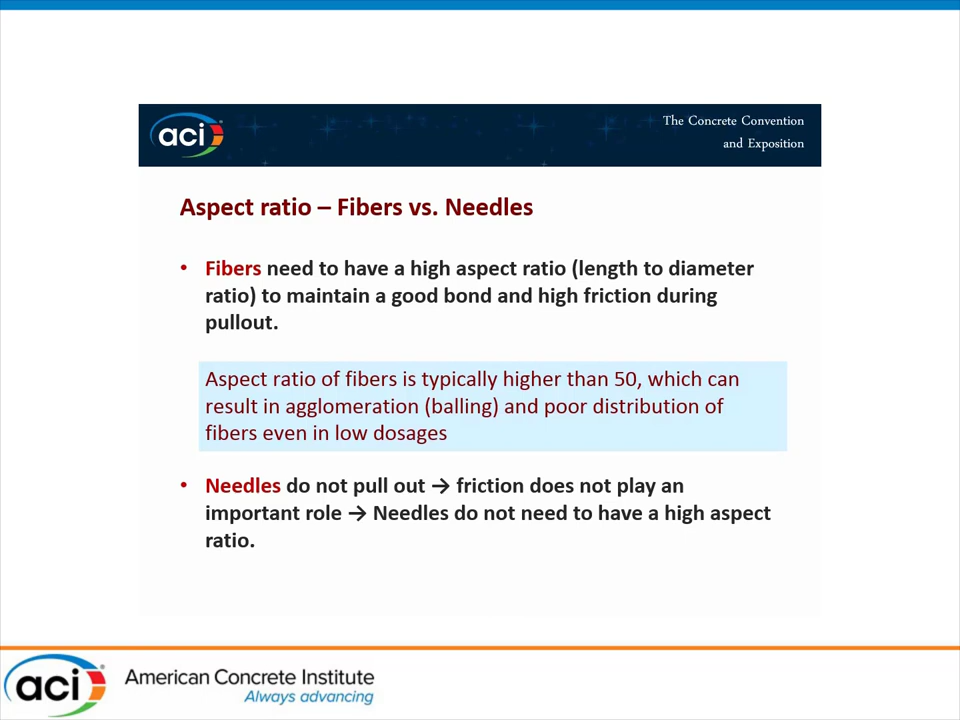 aci
The Concrete Convention
and Exposition
Aspect ratio – Fibers vs. Needles
• Fibers need to have a high aspect ratio (length to diameter
ratio) to maintain a good bond and high friction during
pullout.
Aspect ratio of fibers is typically higher than 50, which can
result in agglomeration (balling) and poor distribution of
fibers even in low dosages
• Needles do not pull out → friction does not play an
important role → Needles do not need to have a high aspect
ratio.
aci
American Concrete Institute
Always advancing